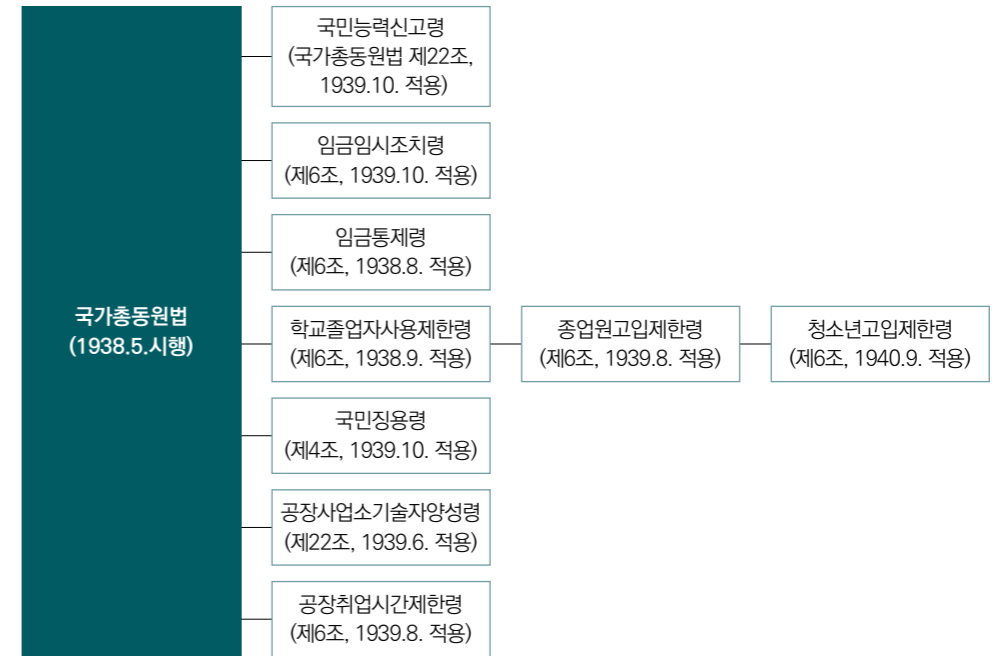 국가총동원법
(1938.5.시행)
국민능력신고령
(국가총동원법 제22조,
1939.10. 적용)
임금임시조치령
(제6조, 1939.10. 적용)
임금통제령
(제6조, 1938.8. 적용)
학교졸업자사용제한령
(제6조, 1938.9. 적용)
종업원고입제한령
(제6조, 1939.8. 적용)
청소년고입제한령
(제6조, 1940.9. 적용)
국민징용령
(제4조, 1939.10. 적용)
공장사업소기술자양성령
(제22조, 1939.6. 적용)
공장취업시간제한령
(제6조, 1939.8. 적용)